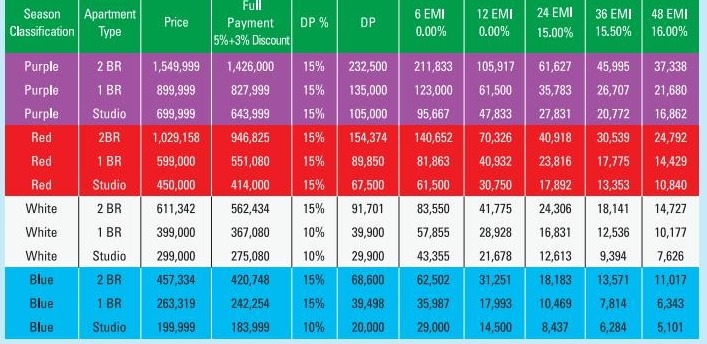 Season Classification Apartment Type Price Full Payment 5%+3% Discount DP % DP 6 EMI 0.00% 12 EMI 0.00% 24 EMI 15.00% 36 EMI 15.50% 48 EMI 16.00%
Purple 2 BR 1,549,999 1,426,000 15% 232,500 211,833 105,917 61,627 45,995 37,338
Purple 1 BR 899,999 827,999 15% 135,000 123,000 61,500 35,783 26,707 21,680
Purple Studio 699,999 643,999 15% 105,000 95,667 47,833 27,831 20,772 16,862
Red 2BR 1,029,158 946,825 15% 154,374 140,652 70,326 40,918 30,539 24,792
Red 1 BR 599,000 551,080 15% 89,850 81,863 40,932 23,816 17,775 14,429
Red Studio 450,000 414,000 15% 67,500 61,500 30,750 17,892 13,353 10,840
White 2 BR 611,342 562,434 15% 91,701 83,550 41,775 24,306 18,141 14,727
White 1 BR 399,000 367,080 10% 39,900 57,855 28,928 16,831 12,536 10,177
White Studio 299,000 275,080 10% 29,900 43,355 21,678 12,613 9,394 7,626
Blue 2 BR 457,334 420,748 15% 68,600 62,502 31,251 18,183 13,571 11,017
Blue 1 BR 263,319 242,254 15% 39,498 35,987 17,993 10,469 7,814 6,343
Blue Studio 199,999 183,999 10% 20,000 29,000 14,500 8,437 6,284 5,101